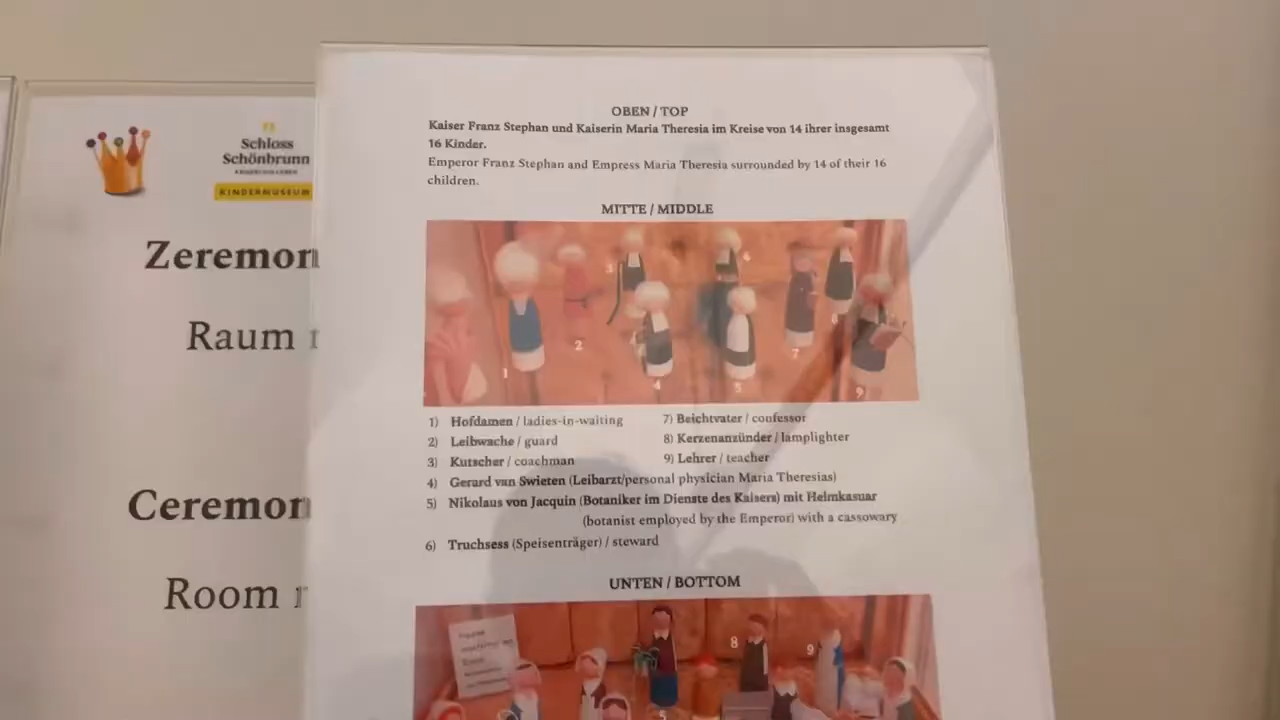 Schloss
Schönbrunn
KINDERMUSEUM
Zeremon
Raum
Ceremon
Room
OBEN / TOP
Kaiser Franz Stephan und Kaiserin Maria Theresia im Kreise von 14 ihrer insgesamt
16 Kinder.
Emperor Franz Stephan and Empress Maria Theresia surrounded by 14 of their 16
children.
MITTE / MIDDLE
3
6
2
8
7
1
4
5
9
1) Hofdamen / ladies-in-waiting
2) Leibwache / guard
3) Kutscher / coachman
7) Beichtvater / confessor
8) Kerzenanzünder / lamplighter
9) Lehrer / teacher
4) Gerard van Swieten (Leibarzt/personal physician Maria Theresias)
5) Nikolaus von Jacquin (Botaniker im Dienste des Kaisers) mit Helmkasuar
(botanist employed by the Emperor) with a cassowary
6) Truchsess (Speisenträger) / steward
UNTEN / BOTTOM
8
9
5